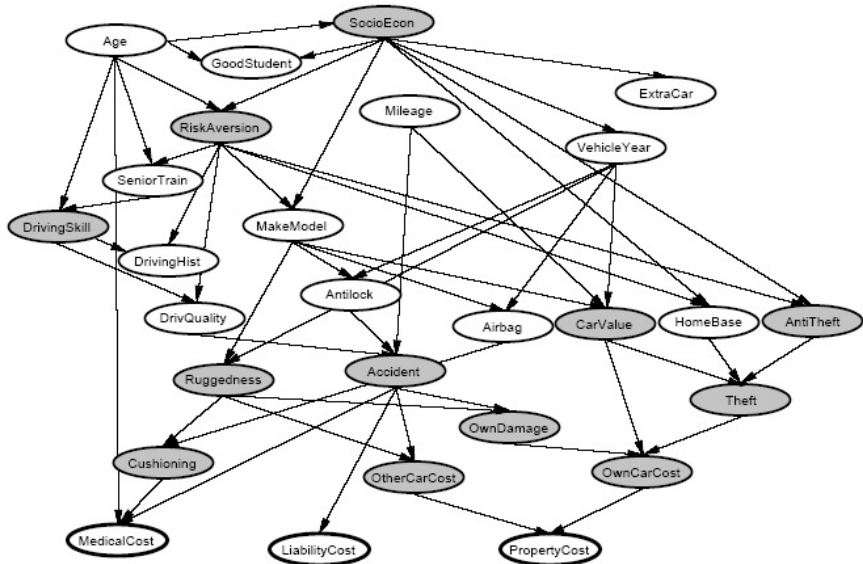 SocioEcon
Age
GoodStudent
ExtraCar
Mileage
RiskAversion
VehicleYear
SeniorTrain
DrivingSkill
MakeModel
DrivingHist
Antilock
DrivQuality
Airbag
CarValue
HomeBase
AntiTheft
Ruggedness
Accident
Theft
OwnDamage
Cushioning
OtherCarCost
OwnCarCost
MedicalCost
LiabilityCost
PropertyCost